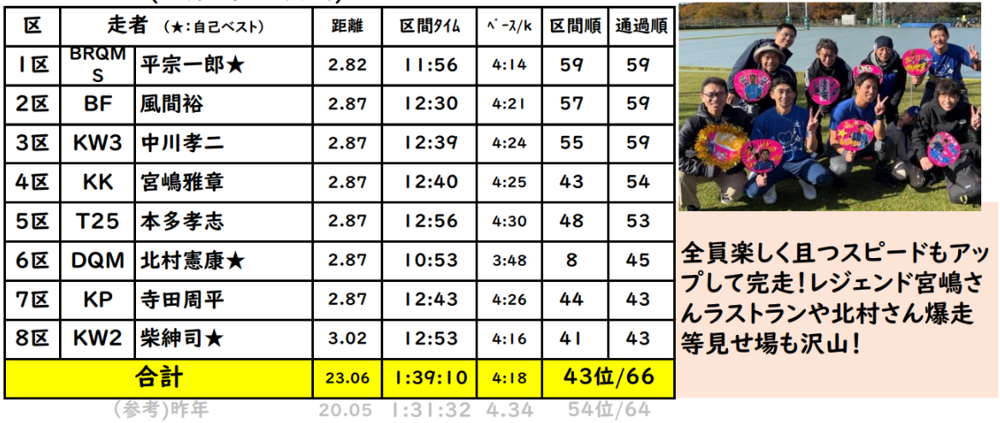 区 走者 (★:自己ベスト) 距離 区間タイム ペース/k 区間順 通過順
1区 BRQMS 平宗一郎★ 2.82 11:56 4:14 59 59
2区 BF 風間裕 2.87 12:30 4:21 57 59
3区 KW3 中川孝二 2.87 12:39 4:24 55 59
4区 KK 宮嶋雅章 2.87 12:40 4:25 43 54
5区 T25 本多孝志 2.87 12:56 4:30 48 53
6区 DQM 北村憲康★ 2.87 10:53 3:48 8 45
7区 KP 寺田周平 2.87 12:43 4:26 44 43
8区 KW2 柴紳司★ 3.02 12:53 4:16 41 43
合計 23.06 1:39:10 4:18 43位/66
(参考)昨年 20.05 1:31:32 4.34 54位/64
全員楽しく且つスピードもアッ
プして完走!レジェンド宮嶋さ
んラストランや北村さん爆走
等見せ場も沢山!